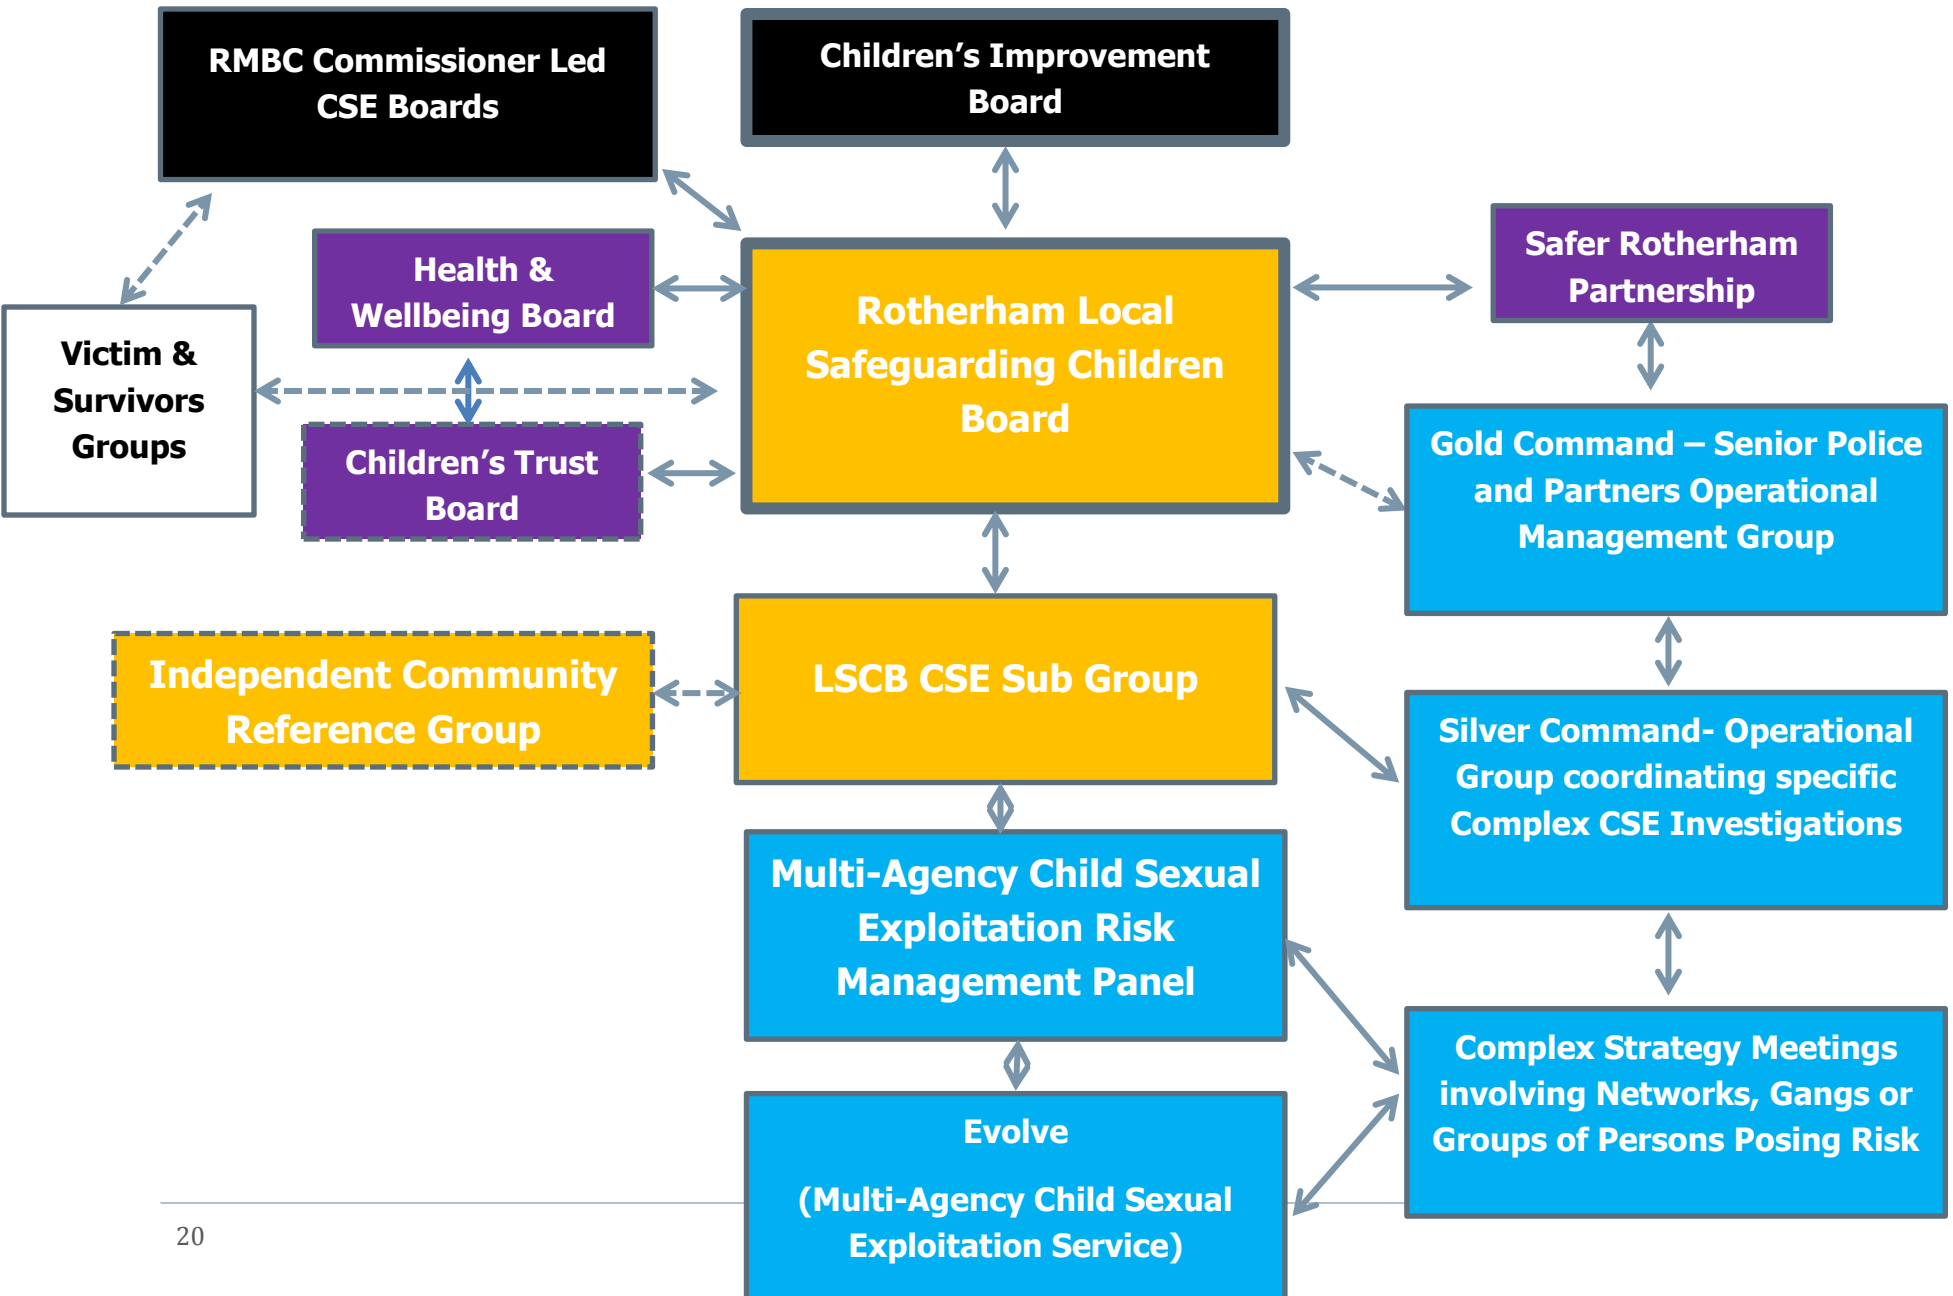 RMBC Commissioner Led
CSE Boards
Children’s Improvement
Board
Health &
Wellbeing Board
Safer Rotherham
Partnership
Victim &
Survivors
Groups
Rotherham Local
Safeguarding Children
Board
Children’s Trust
Board
Gold Command – Senior Police
and Partners Operational
Management Group
Independent Community
Reference Group
LSCB CSE Sub Group
Silver Command- Operational
Group coordinating specific
Complex CSE Investigations
Multi-Agency Child Sexual
Exploitation Risk
Management Panel
Complex Strategy Meetings
involving Networks, Gangs or
Groups of Persons Posing Risk
Evolve
(Multi-Agency Child Sexual
Exploitation Service)
20